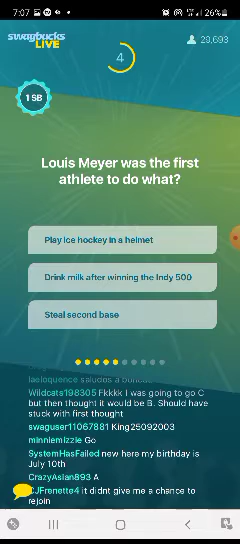 7:07
26%
swagbucks
LIVE
4
29,693
1 SB
Louis Meyer was the first
athlete to do what?
Play ice hockey in a helmet
Drink milk after winning the Indy 500
Steal second base
laeloquence saludos a
Wildcats198305 Fkkkk I was going to go C
but then thought it would be B. Should have
stuck with first thought
swaguser11067881 King25092003
minniemizzle Go
SystemHasFailed new here my birthday is
July 10th
CrazyAsian893 A
CJFrenette4 it didnt give me a chance to
rejoin